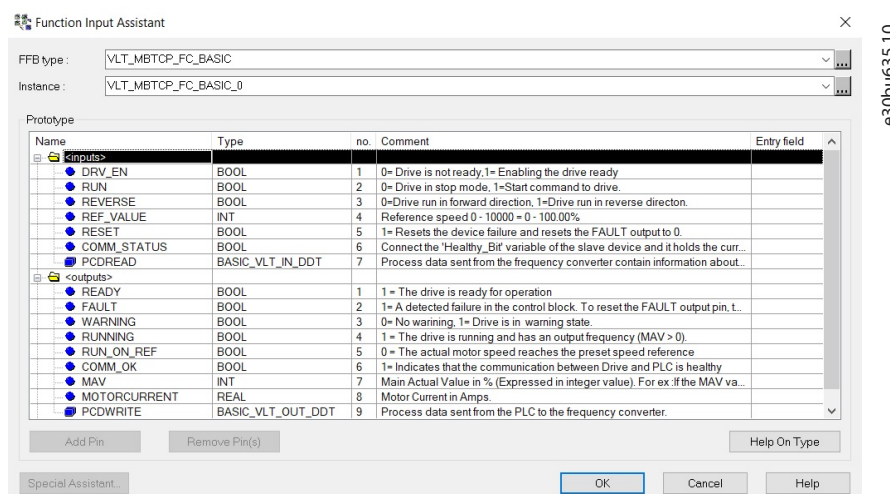 Function Input Assistant
FFB type : VLT_MBTCP_FC_BASIC
Instance : VLT_MBTCP_FC_BASIC_0
Prototype
Name Type no. Comment Entry field
<inputs>
DRV_EN BOOL 1 0= Drive is not ready,1= Enabling the drive ready
RUN BOOL 2 0= Drive in stop mode, 1=Start command to drive.
REVERSE BOOL 3 0=Drive run in forward direction, 1=Drive run in reverse directon.
REF_VALUE INT 4 Reference speed 0 - 10000 = 0 - 100.00%
RESET BOOL 5 1= Resets the device failure and resets the FAULT output to 0.
COMM_STATUS BOOL 6 Connect the 'Healthy_Bit' variable of the slave device and it holds the curr...
PCDREAD BASIC_VLT_IN_DDT 7 Process data sent from the frequency converter contain information about...
<outputs>
READY BOOL 1 1 = The drive is ready for operation
FAULT BOOL 2 1= A detected failure in the control block. To reset the FAULT output pin, t...
WARNING BOOL 3 0= No warining, 1= Drive is in warning state.
RUNNING BOOL 4 1 = The drive is running and has an output frequency (MAV > 0).
RUN_ON_REF BOOL 5 0 = The actual motor speed reaches the preset speed reference
COMM_OK BOOL 6 1= Indicates that the communication between Drive and PLC is healthy
MAV INT 7 Main Actual Value in % (Expressed in integer value). For ex :If the MAV va...
MOTORCURRENT REAL 8 Motor Current in Amps.
PCDWRITE BASIC_VLT_OUT_DDT 9 Process data sent from the PLC to the frequency converter.
Add Pin Remove Pin(s) Help On Type
Special Assistant... OK Cancel Help
e30bu635.10